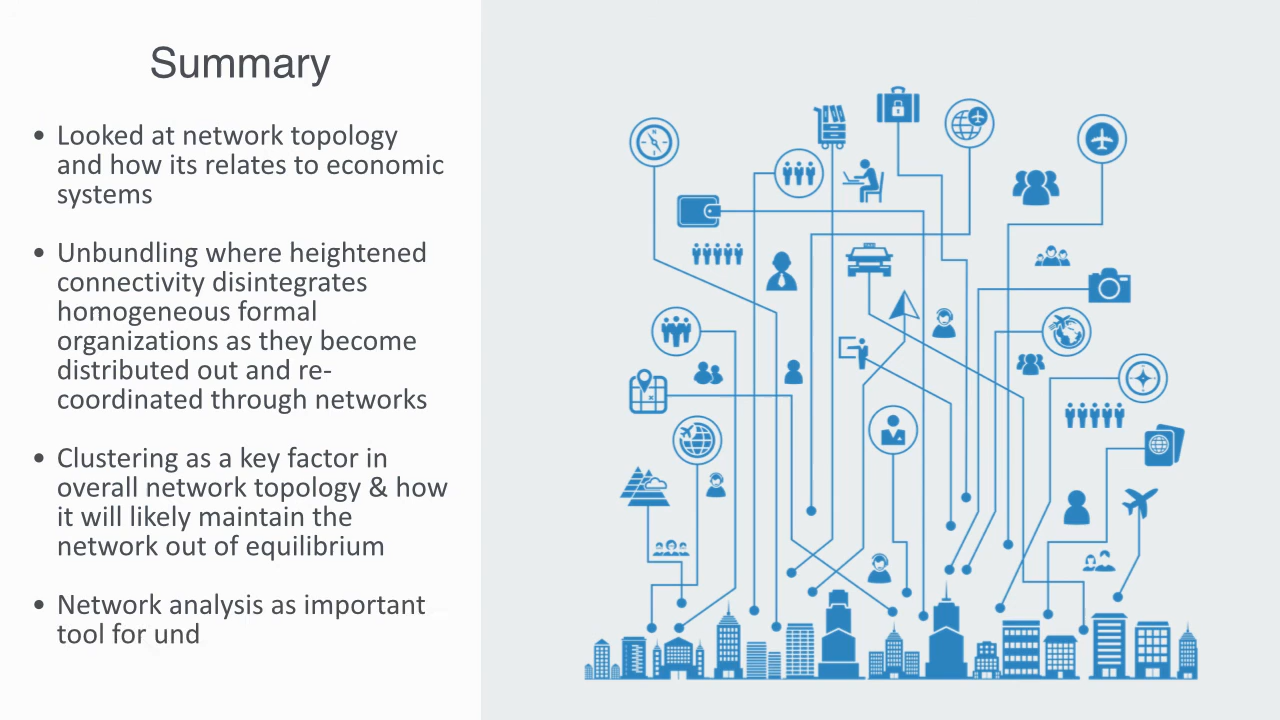 Summary
• Looked at network topology
and how its relates to economic
systems
• Unbundling where heightened
connectivity disintegrates
homogeneous formal
organizations as they become
distributed out and re-
coordinated through networks
• Clustering as a key factor in
overall network topology & how
it will likely maintain the
network out of equilibrium
• Network analysis as important
tool for und